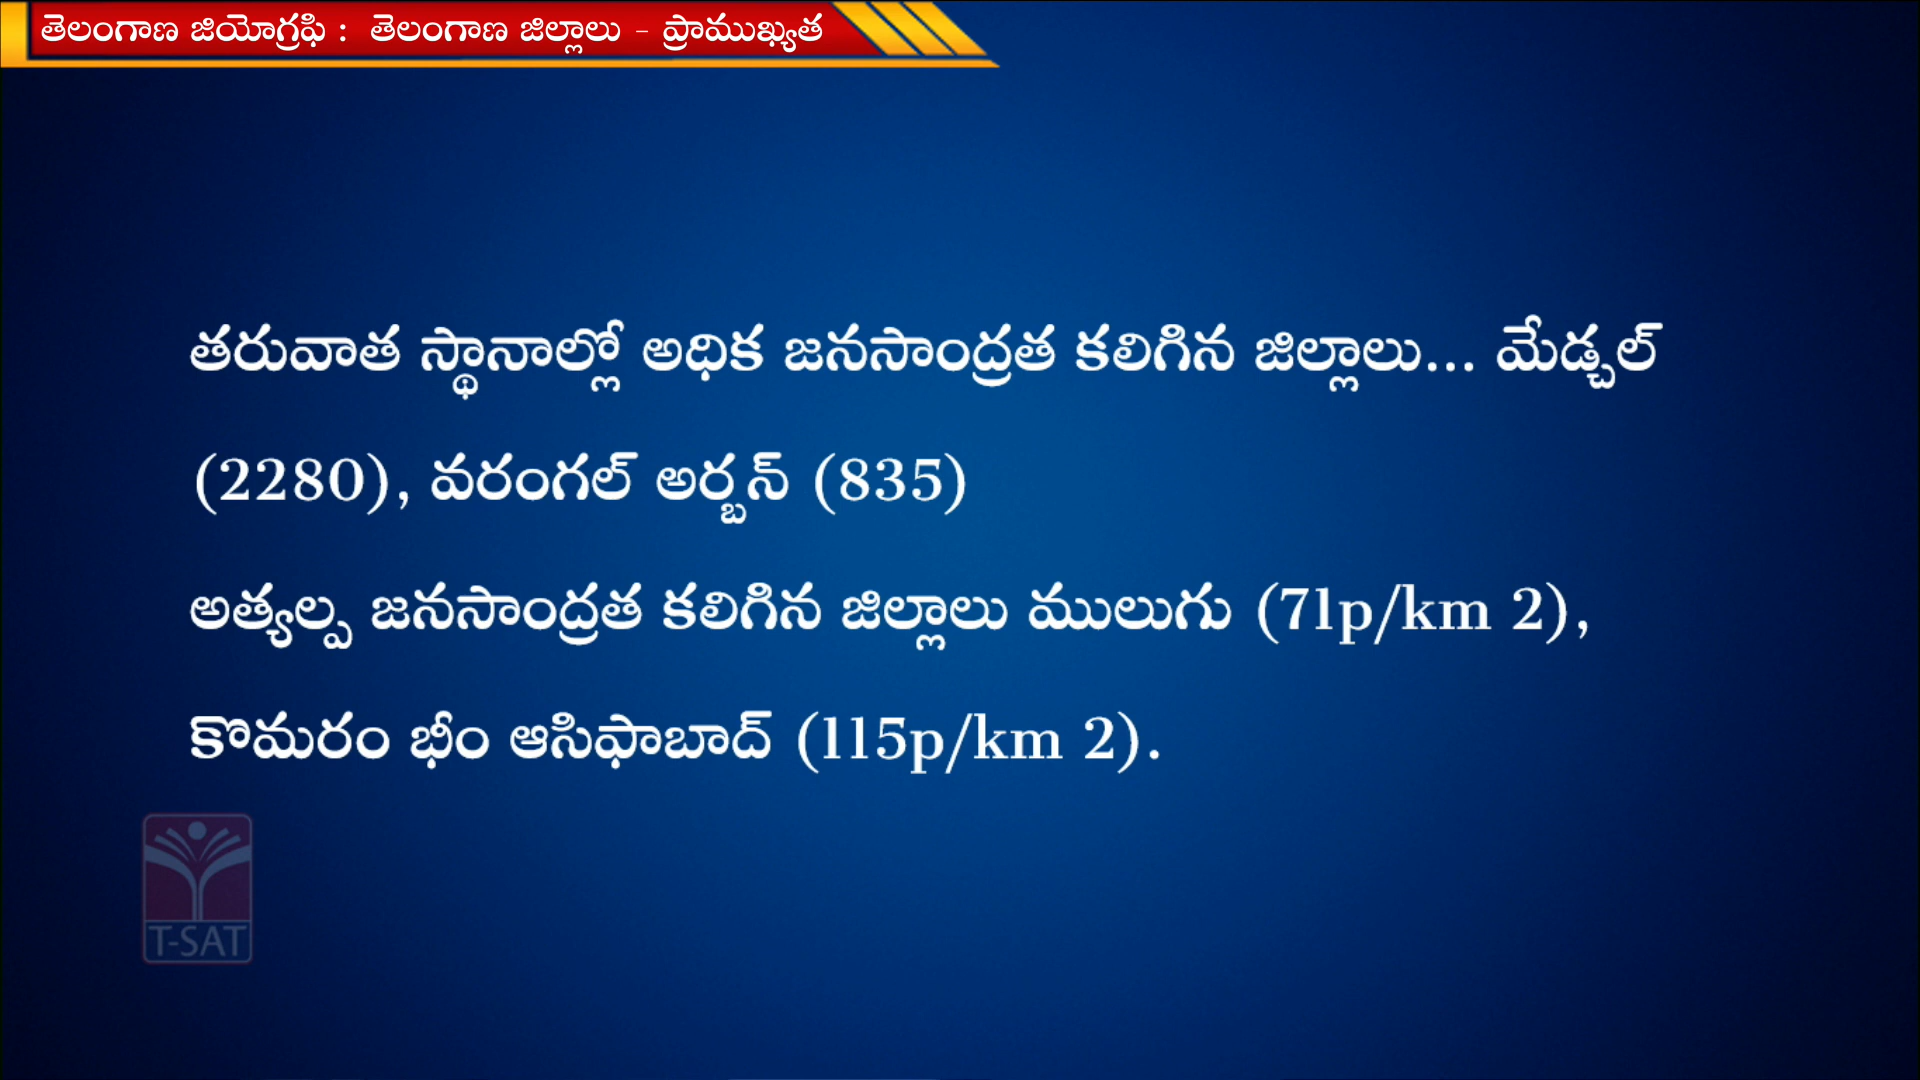 తెలంగాణ జియోగ్రఫి : తెలంగాణ జిల్లాలు - ప్రాముఖ్యత
తరువాత స్థానాల్లో అధిక జనసాంద్రత కలిగిన జిల్లాలు... మేడ్చల్
(2280), వరంగల్ అర్బన్ (835)
అత్యల్ప జనసాంద్రత కలిగిన జిల్లాలు ములుగు (71p/km 2),
కొమరం భీం ఆసిఫాబాద్ (115p/km 2).
T-SAT